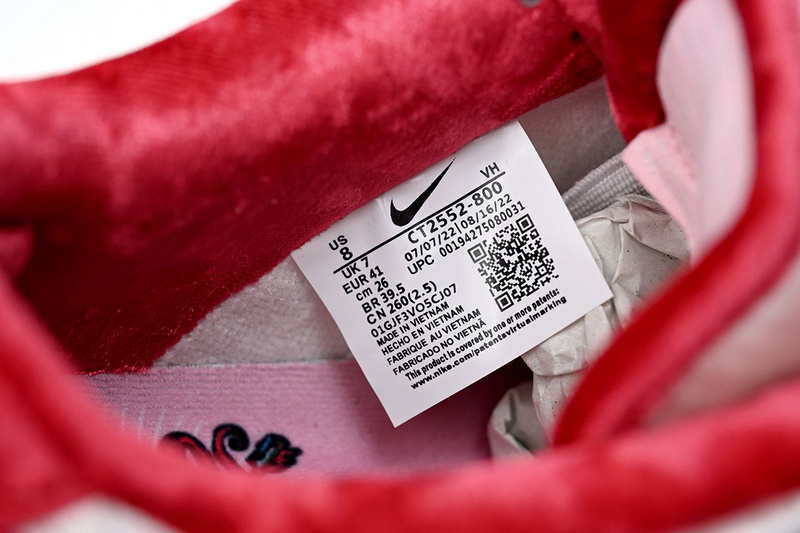 VH
US 8
CT2552-800
UK 7
07/07/22|08/16/22
EUR 41
UPC 00194275080031
cm 26
BR 39.5
CN 260(2.5)
01GJF3VO5CJ07
MADE IN VIETNAM
HECHO EN VIETNAM
FABRIQUE AU VIETNAM
FABRICADO NO VIETNÃ
This product is covered by one or more patents:
www.nike.com/patentsvirtualmarking